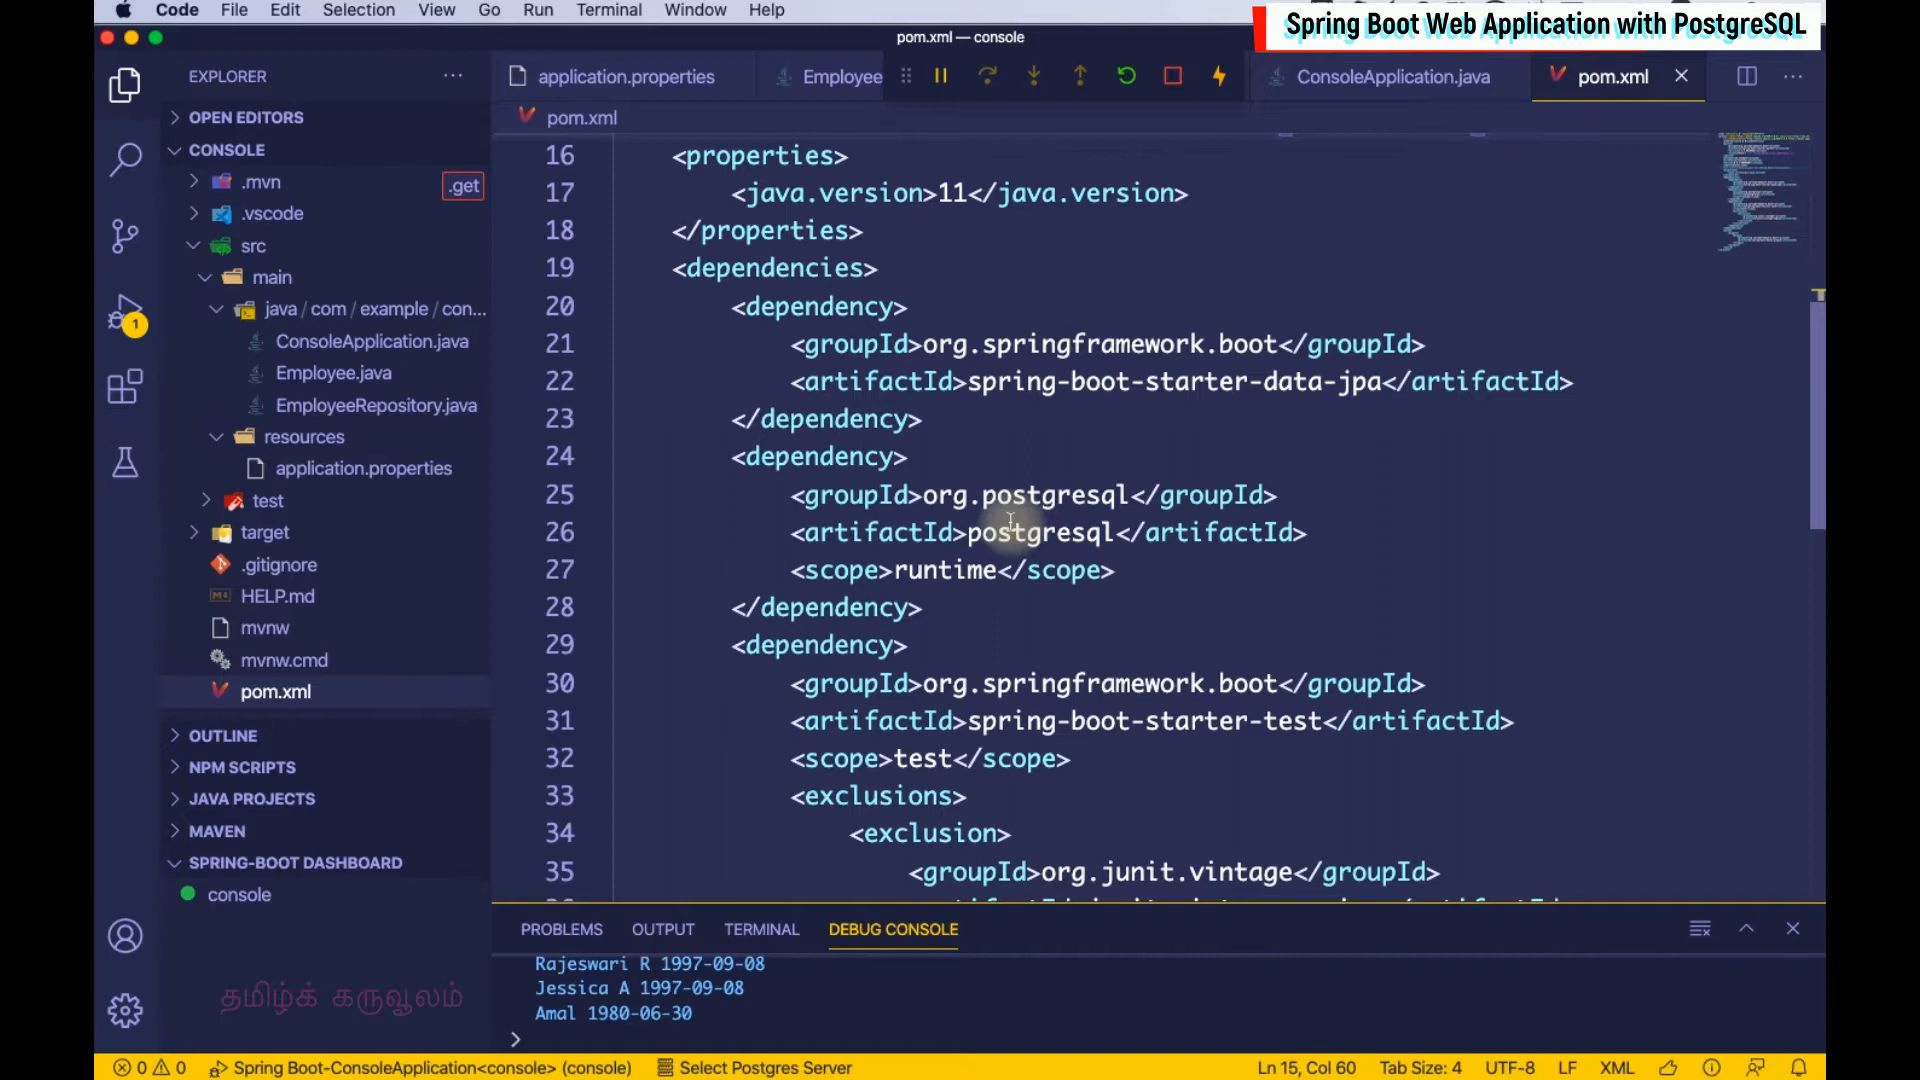 Code File Edit Selection View Go Run Terminal Window Help
Spring Boot Web Application with PostgreSQL
pom.xml — console
EXPLORER
application.properties
Employee
ConsoleApplication.java
pom.xml
OPEN EDITORS
CONSOLE
.mvn
.get
.vscode
src
main
java / com / example / con...
ConsoleApplication.java
Employee.java
EmployeeRepository.java
resources
application.properties
test
target
.gitignore
HELP.md
mvnw
mvnw.cmd
pom.xml
OUTLINE
NPM SCRIPTS
JAVA PROJECTS
MAVEN
SPRING-BOOT DASHBOARD
console
1
தமிழ்க் கருவூலம்
pom.xml
16 <properties>
17 <java.version>11</java.version>
18 </properties>
19 <dependencies>
20 <dependency>
21 <groupId>org.springframework.boot</groupId>
22 <artifactId>spring-boot-starter-data-jpa</artifactId>
23 </dependency>
24 <dependency>
25 <groupId>org.postgresql</groupId>
26 <artifactId>postgresql</artifactId>
27 <scope>runtime</scope>
28 </dependency>
29 <dependency>
30 <groupId>org.springframework.boot</groupId>
31 <artifactId>spring-boot-starter-test</artifactId>
32 <scope>test</scope>
33 <exclusions>
34 <exclusion>
35 <groupId>org.junit.vintage</groupId>
PROBLEMS OUTPUT TERMINAL DEBUG CONSOLE
Rajeswari R 1997-09-08
Jessica A 1997-09-08
Amal 1980-06-30
>
0 0 Spring Boot-ConsoleApplication<console> (console) Select Postgres Server Ln 15, Col 60 Tab Size: 4 UTF-8 LF XML